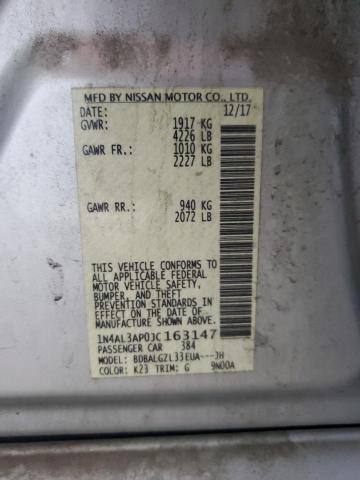 MFD BY NISSAN MOTOR CO., LTD.
DATE: 12/17
GVWR: 1917 KG
4226 LB
GAWR FR.: 1010 KG
2227 LB
GAWR RR.: 940 KG
2072 LB
THIS VEHICLE CONFORMS TO
ALL APPLICABLE FEDERAL
MOTOR VEHICLE SAFETY,
BUMPER, AND THEFT
PREVENTION STANDARDS IN
EFFECT ON THE DATE OF
MANUFACTURE SHOWN ABOVE.
1N4AL3AP0JC163147
PASSENGER CAR 384
MODEL: BDBALGZL33EUA---JH
COLOR: K23 TRIM: G 9N00A